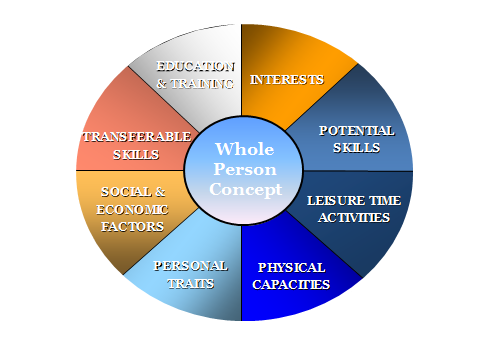 EDUCATION
& TRAINING
INTERESTS
TRANSFERABLE
SKILLS
Whole
Person
Concept
POTENTIAL
SKILLS
SOCIAL &
ECONOMIC
FACTORS
LEISURE TIME
ACTIVITIES
PERSONAL
TRAITS
PHYSICAL
CAPACITIES